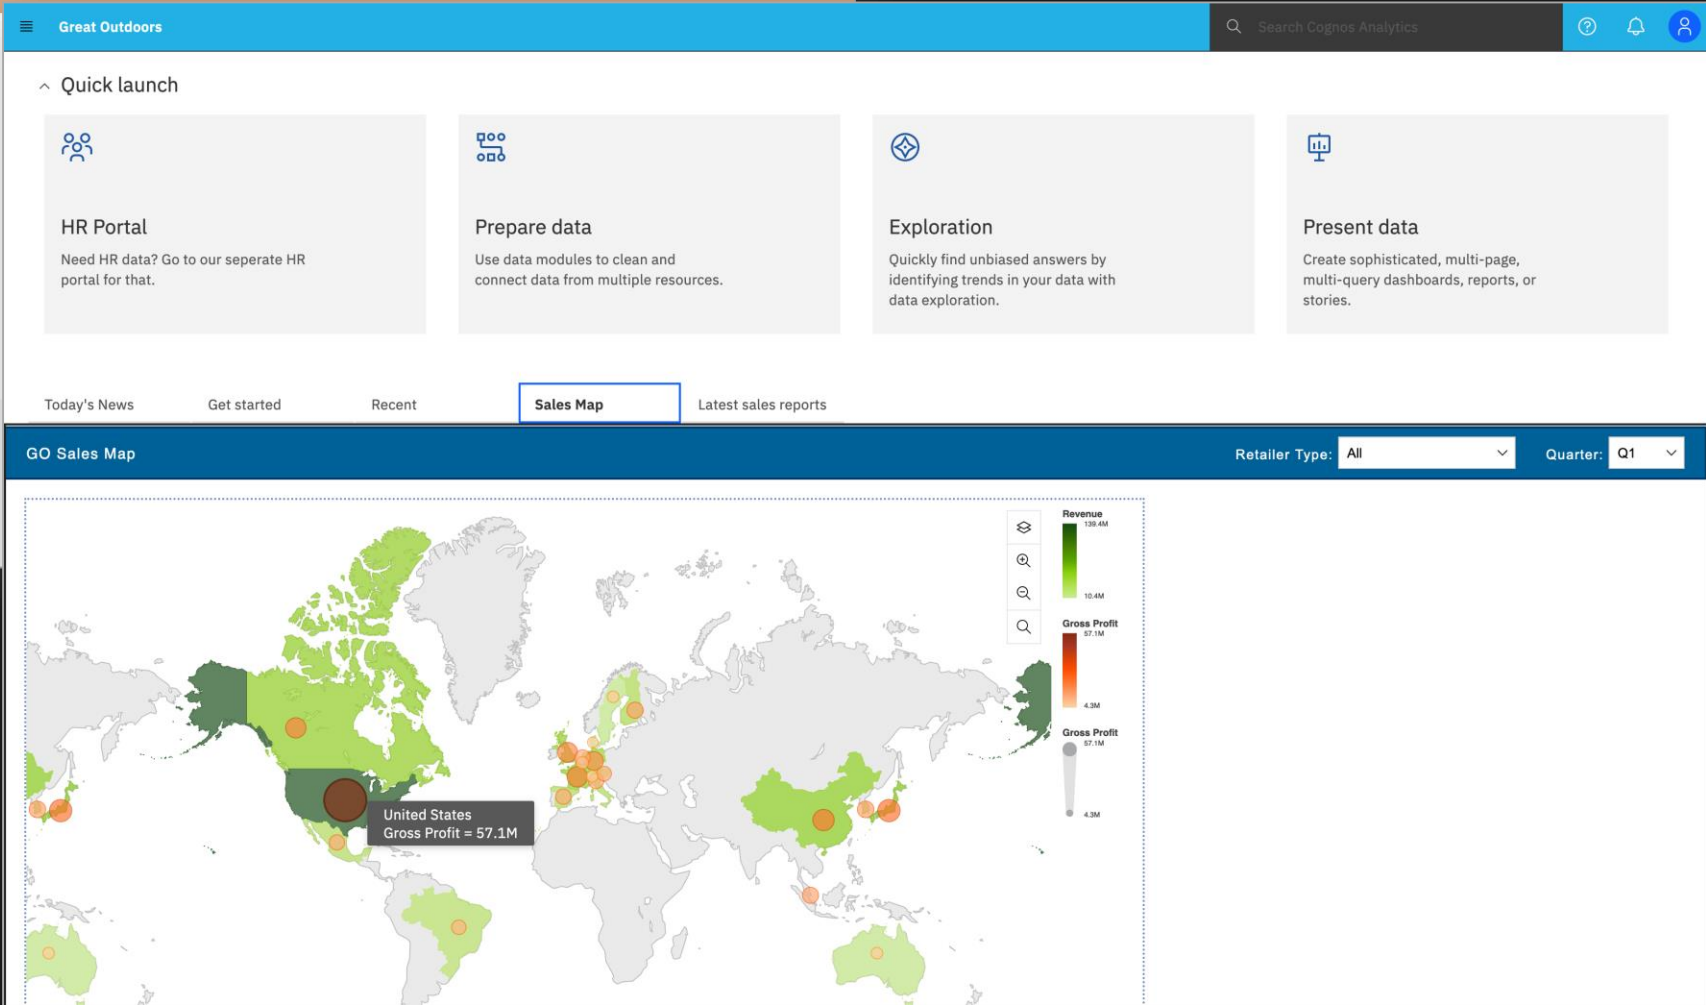 Great Outdoors
Search Cognos Analytics
Quick launch
HR Portal
Need HR data? Go to our seperate HR
portal for that.
Prepare data
Use data modules to clean and
connect data from multiple resources.
Exploration
Quickly find unbiased answers by
identifying trends in your data with
data exploration.
Present data
Create sophisticated, multi-page,
multi-query dashboards, reports, or
stories.
Today's News
Get started
Recent
Sales Map
Latest sales reports
GO Sales Map
Retailer Type: All
Quarter: Q1
Revenue
139.4M
10.4M
Gross Profit
57.1M
4.3M
Gross Profit
57.1M
4.3M
United States
Gross Profit = 57.1M